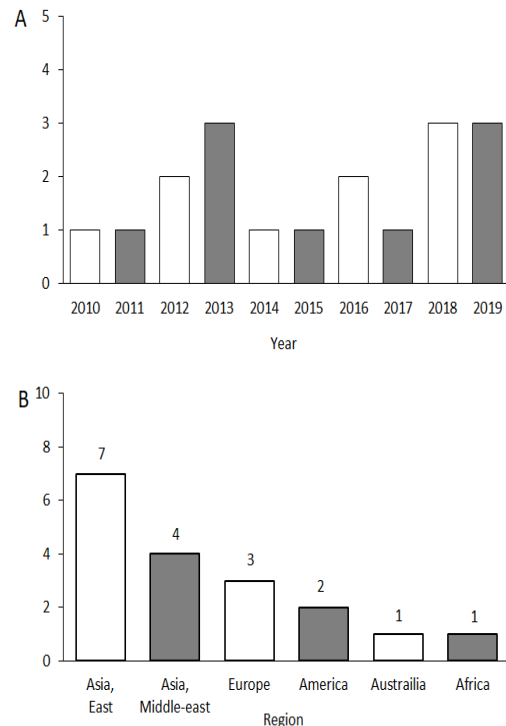 A
5
4
3
2
1
0
2010 2011 2012 2013 2014 2015 2016 2017 2018 2019
Year
B
10
8
6
4
2
0
7
4
3
2
1
1
Asia, East
Asia, Middle-east
Europe
America
Austrailia
Africa
Region